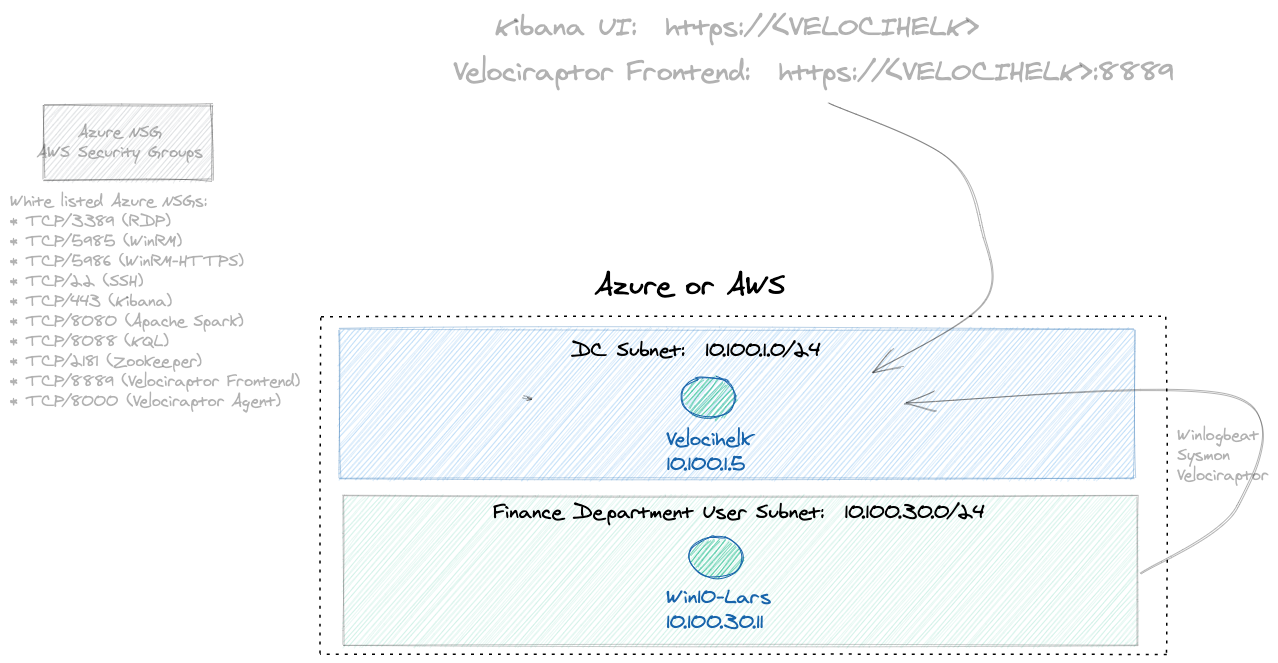 Kibana UI: https://<VELOCIHELK>
Velociraptor Frontend: https://<VELOCIHELK>:8889
Azure NSG,
AWS Security Groups
White listed Azure NSGs:
* TCP/3389 (RDP)
* TCP/5985 (WinRM)
* TCP/5986 (WinRM-HTTPS)
* TCP/22 (SSH)
* TCP/443 (Kibana)
* TCP/8080 (Apache Spark)
* TCP/8088 (KQL)
* TCP/2181 (Zookeeper)
* TCP/8889 (Velociraptor Frontend)
* TCP/8000 (Velociraptor Agent)
Azure or AWS
DC Subnet: 10.100.1.0/24
Velocihelk
10.100.1.5
Winlogbeat
Sysmon
Velociraptor
Finance Department User Subnet: 10.100.30.0/24
Win10-Lars
10.100.30.11